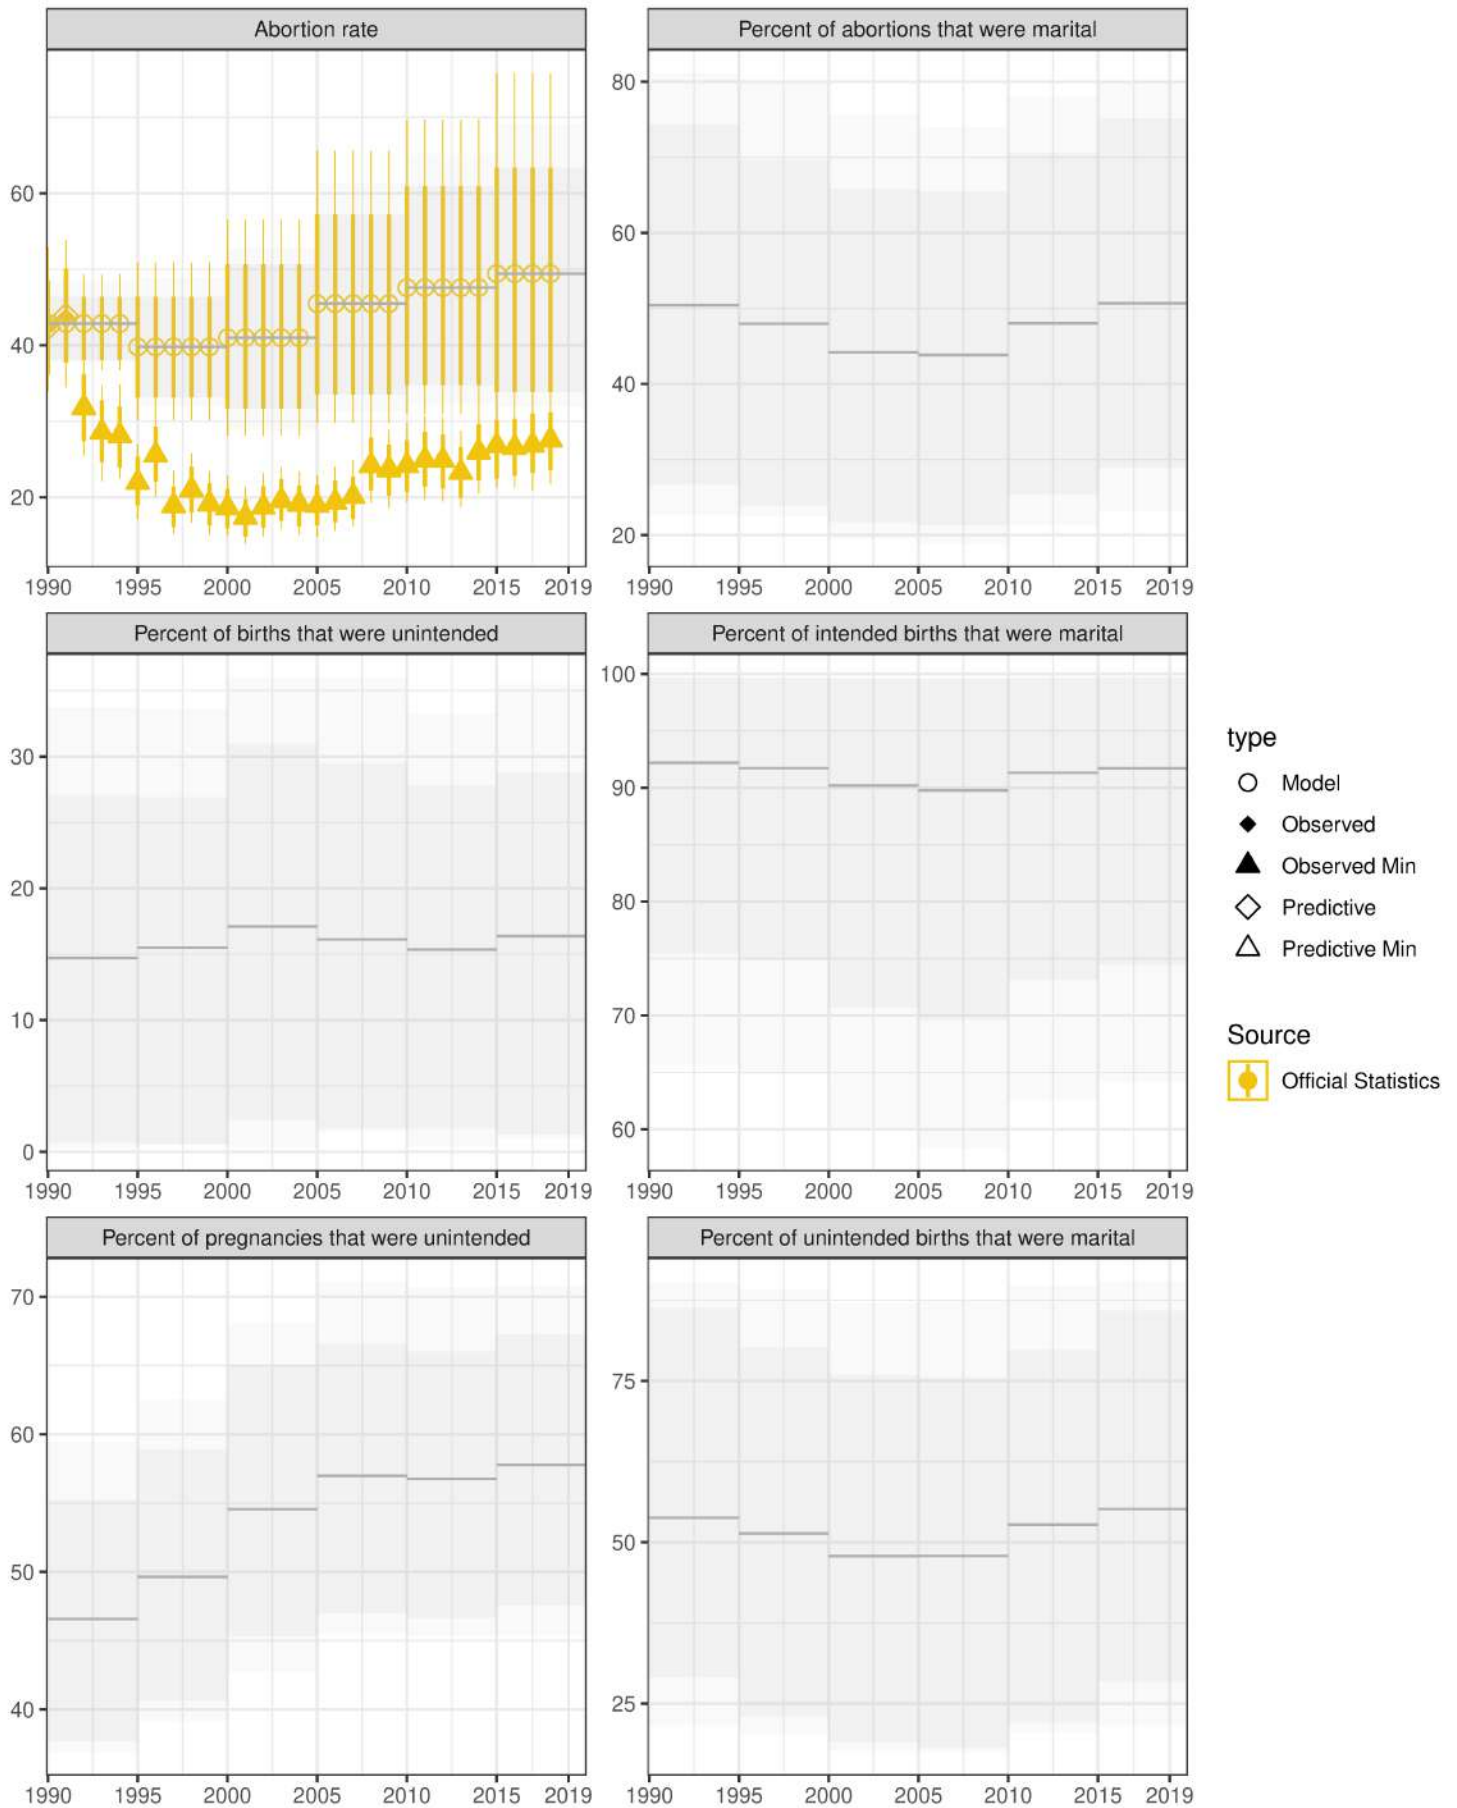 Abortion rate
Percent of abortions that were marital
60
40
20
80
60
40
20
1990 1995 2000 2005 2010 2015 2019
1990 1995 2000 2005 2010 2015 2019
Percent of births that were unintended
Percent of intended births that were marital
30
20
10
0
100
90
80
70
60
1990 1995 2000 2005 2010 2015 2019
1990 1995 2000 2005 2010 2015 2019
Percent of pregnancies that were unintended
Percent of unintended births that were marital
70
60
50
40
75
50
25
1990 1995 2000 2005 2010 2015 2019
1990 1995 2000 2005 2010 2015 2019
type
Model
Observed
Observed Min
Predictive
Predictive Min
Source
Official Statistics